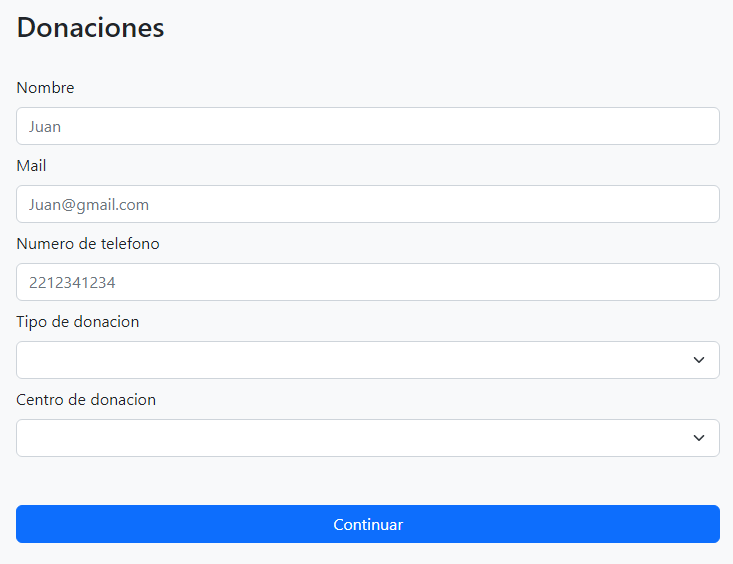 Donaciones
Nombre
Juan
Mail
Juan@gmail.com
Numero de telefono
2212341234
Tipo de donacion
Centro de donacion
Continuar